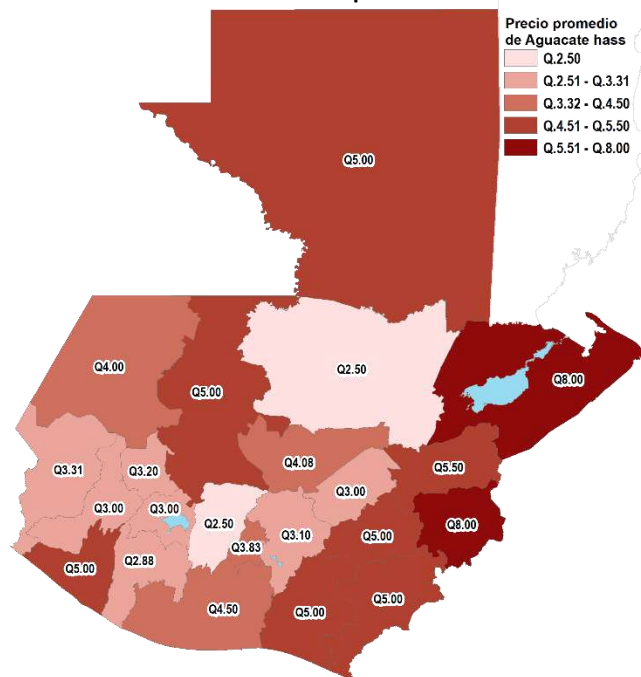 Precio promedio
de Aguacate hass
Q.2.50
Q.2.51 - Q.3.31
Q.3.32 - Q.4.50
Q.4.51 - Q.5.50
Q.5.51 - Q.8.00
Q5.00
Q4.00
Q5.00
Q2.50
Q8.00
Q3.31
Q3.20
Q4.08
Q5.50
Q3.00
Q3.00
Q3.00
Q2.50
Q8.00
Q3.83
Q3.10
Q5.00
Q5.00
Q2.88
Q4.50
Q5.00
Q5.00